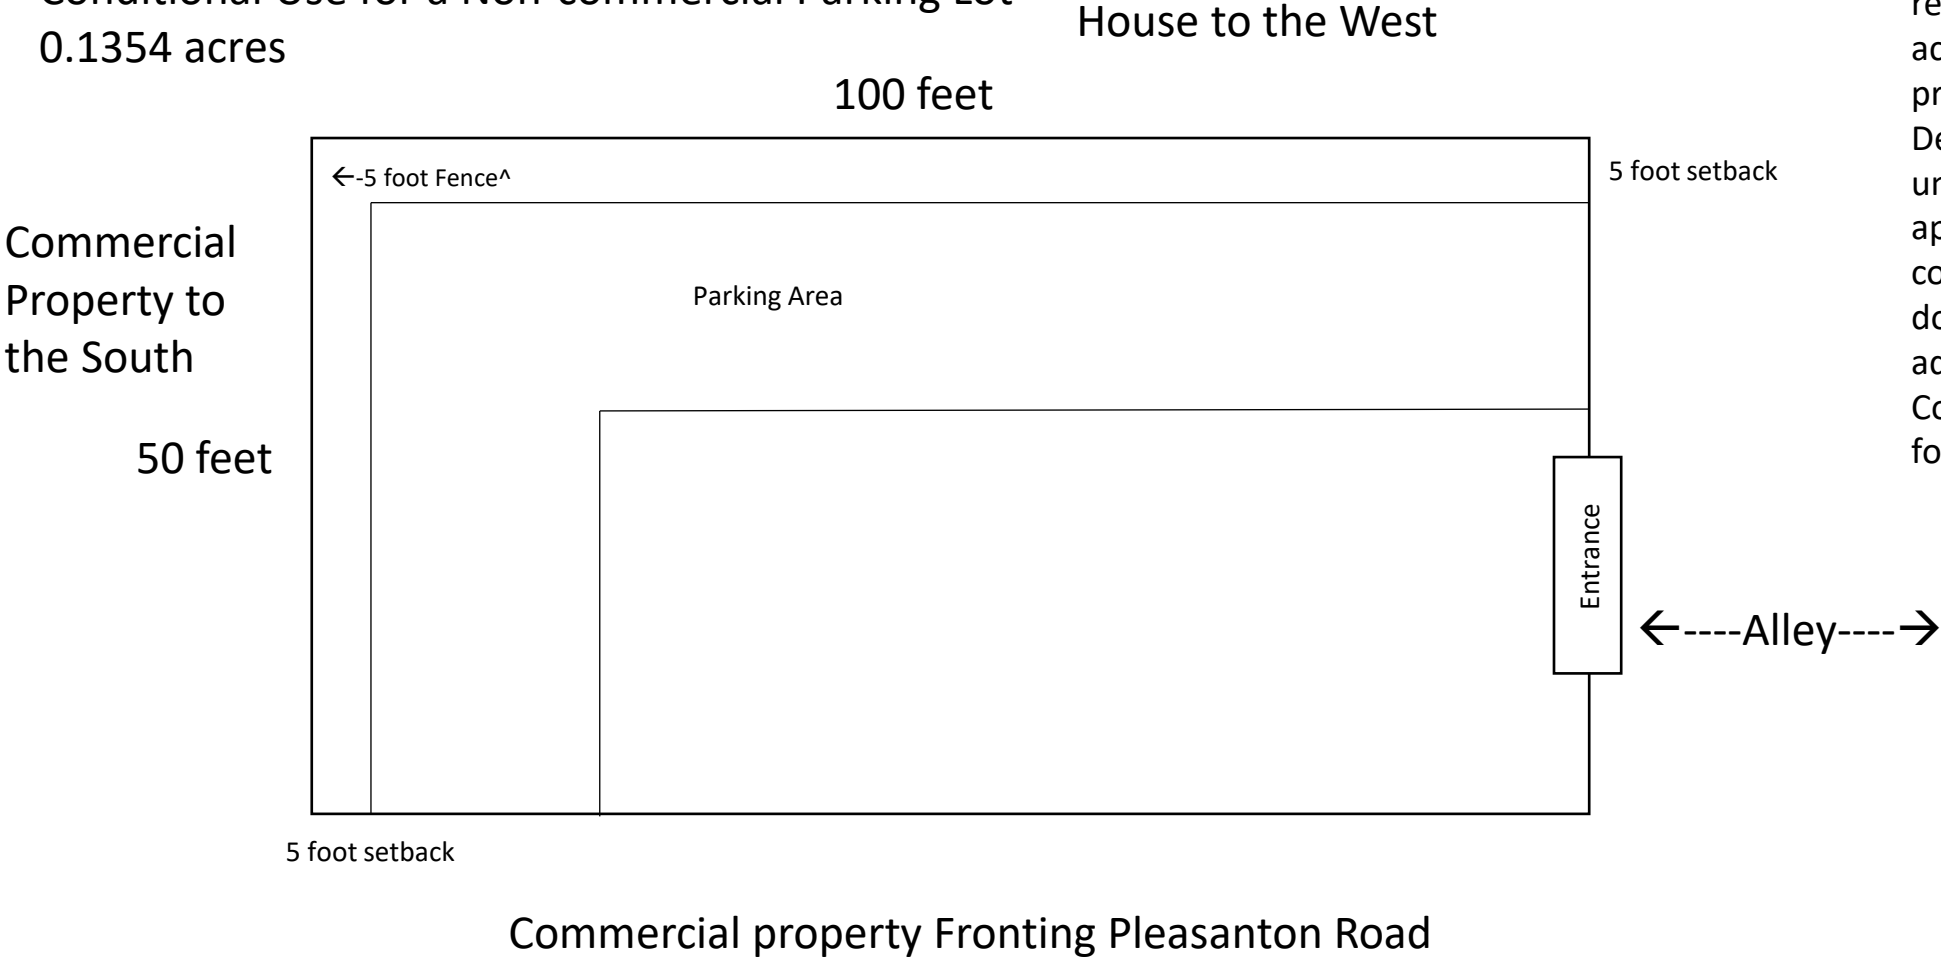 Conditional Use for a Non-commercial Parking Lot
0.1354 acres
House to the West
100 feet
←-5 foot Fence^
5 foot setback
Commercial
Property to
the South
50 feet
Parking Area
Entrance
←----Alley----→
5 foot setback
Commercial property Fronting Pleasanton Road